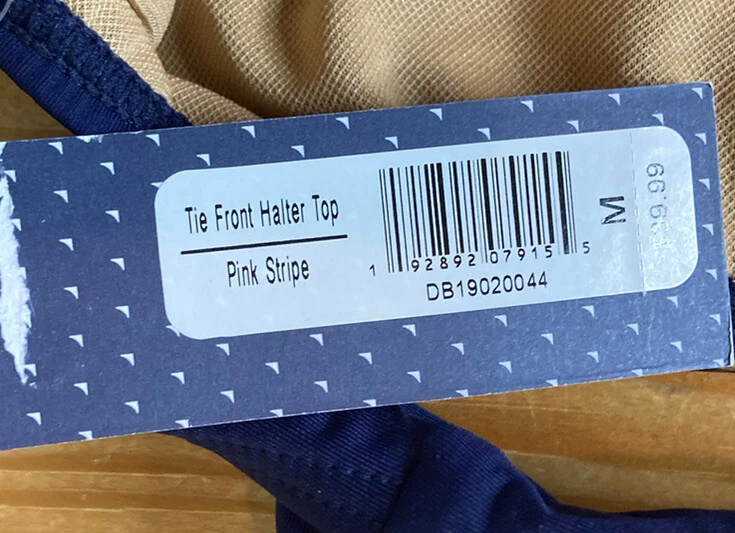 Tie Front Halter Top
Pink Stripe
1 92892 07915 5
DB19020044
M